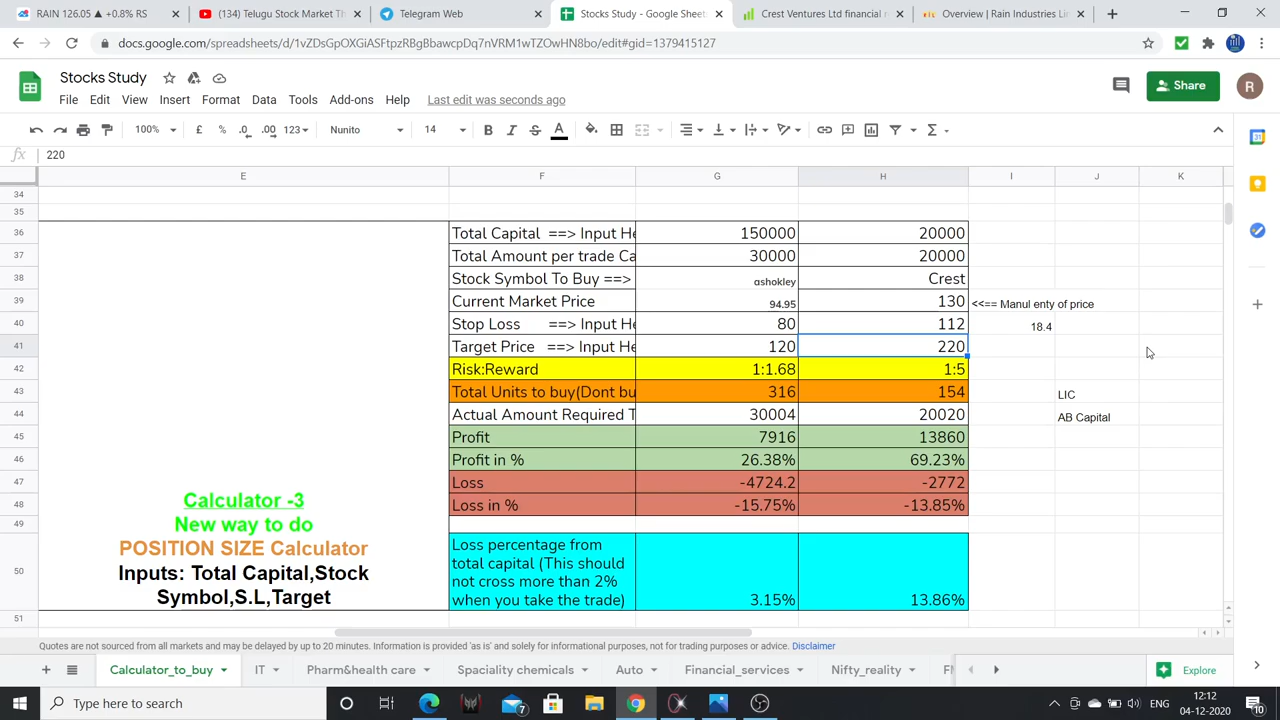 RAIN 126.05 ▲ +0.8% RS
(134) Telugu Stock Market Th
Telegram Web
Stocks Study - Google Sheet
Crest Ventures Ltd financial r
Overview | Rain Industries Lin
docs.google.com/spreadsheets/d/1vZDsGpOXGiASFtpzRBgBbawcpDq7nVRM1wTZOwHN8bo/edit#gid=1379415127
Stocks Study
File Edit View Insert Format Data Tools Add-ons Help Last edit was seconds ago
Share
R
100% £ % .0 .00 123 Nunito 14 B I S A Σ
fx 220
E F G H I J K
34
35
36 Total Capital ==> Input He 150000 20000
37 Total Amount per trade Ca 30000 20000
38 Stock Symbol To Buy ==> ashokley Crest
39 Current Market Price 94.95 130 <<== Manul enty of price
40 Stop Loss ==> Input He 80 112 18.4
41 Target Price ==> Input He 120 220
42 Risk:Reward 1:1.68 1:5
43 Total Units to buy(Dont bu 316 154 LIC
44 Actual Amount Required T 30004 20020 AB Capital
45 Profit 7916 13860
46 Profit in % 26.38% 69.23%
47 Loss -4724.2 -2772
48 Loss in % -15.75% -13.85%
49
Calculator -3
New way to do
POSITION SIZE Calculator
Inputs: Total Capital,Stock
Symbol,S.L,Target
50
Loss percentage from
total capital (This should
not cross more than 2%
when you take the trade) 3.15% 13.86%
51
Quotes are not sourced from all markets and may be delayed by up to 20 minutes. Information is provided 'as is' and solely for informational purposes, not for trading purposes or advice. Disclaimer
Calculator_to_buy IT Pharm&health care Spaciality chemicals Auto Financial_services Nifty_reality Explore
Type here to search
7
ENG
12:12
04-12-2020
10